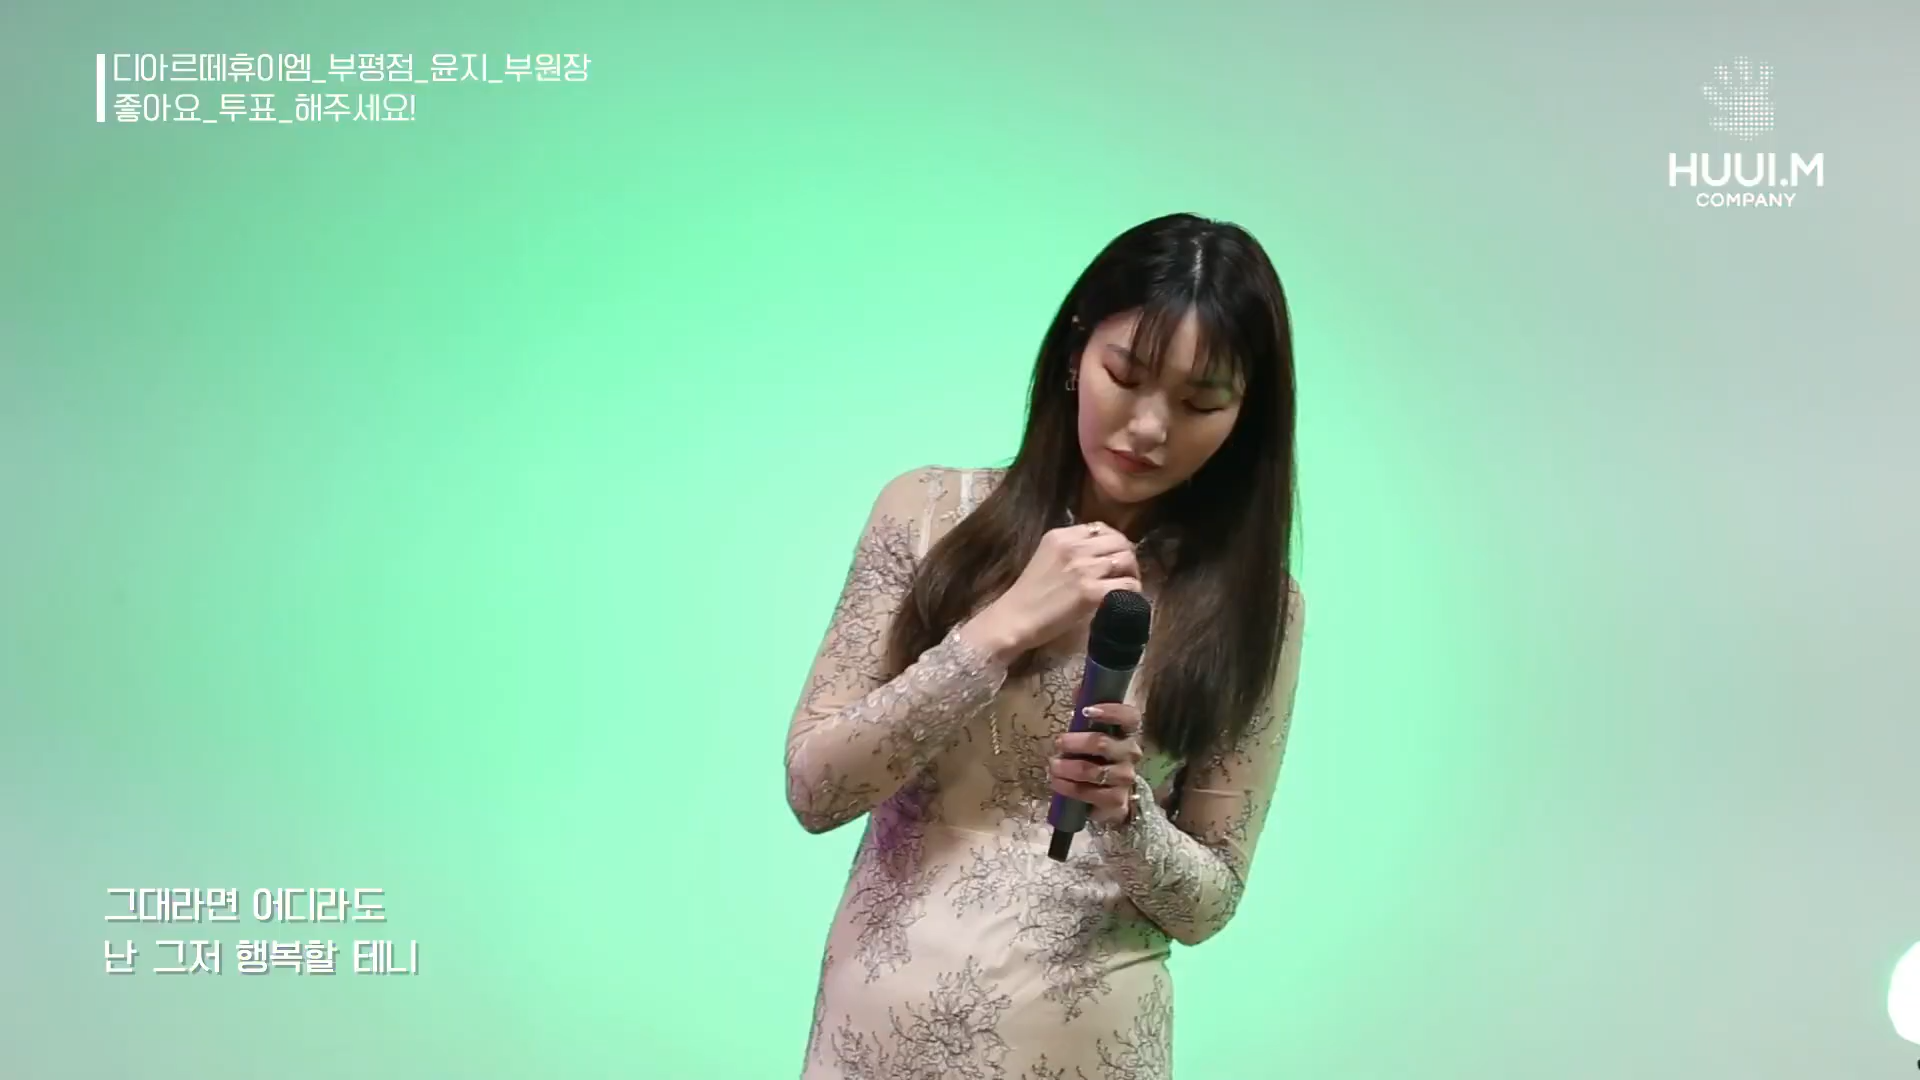 디아르떼휴이엠_부평점_윤지_부원장
좋아요_투표_해주세요!
HUUI.M
COMPANY
그대라면 어디라도
난 그저 행복할 테니